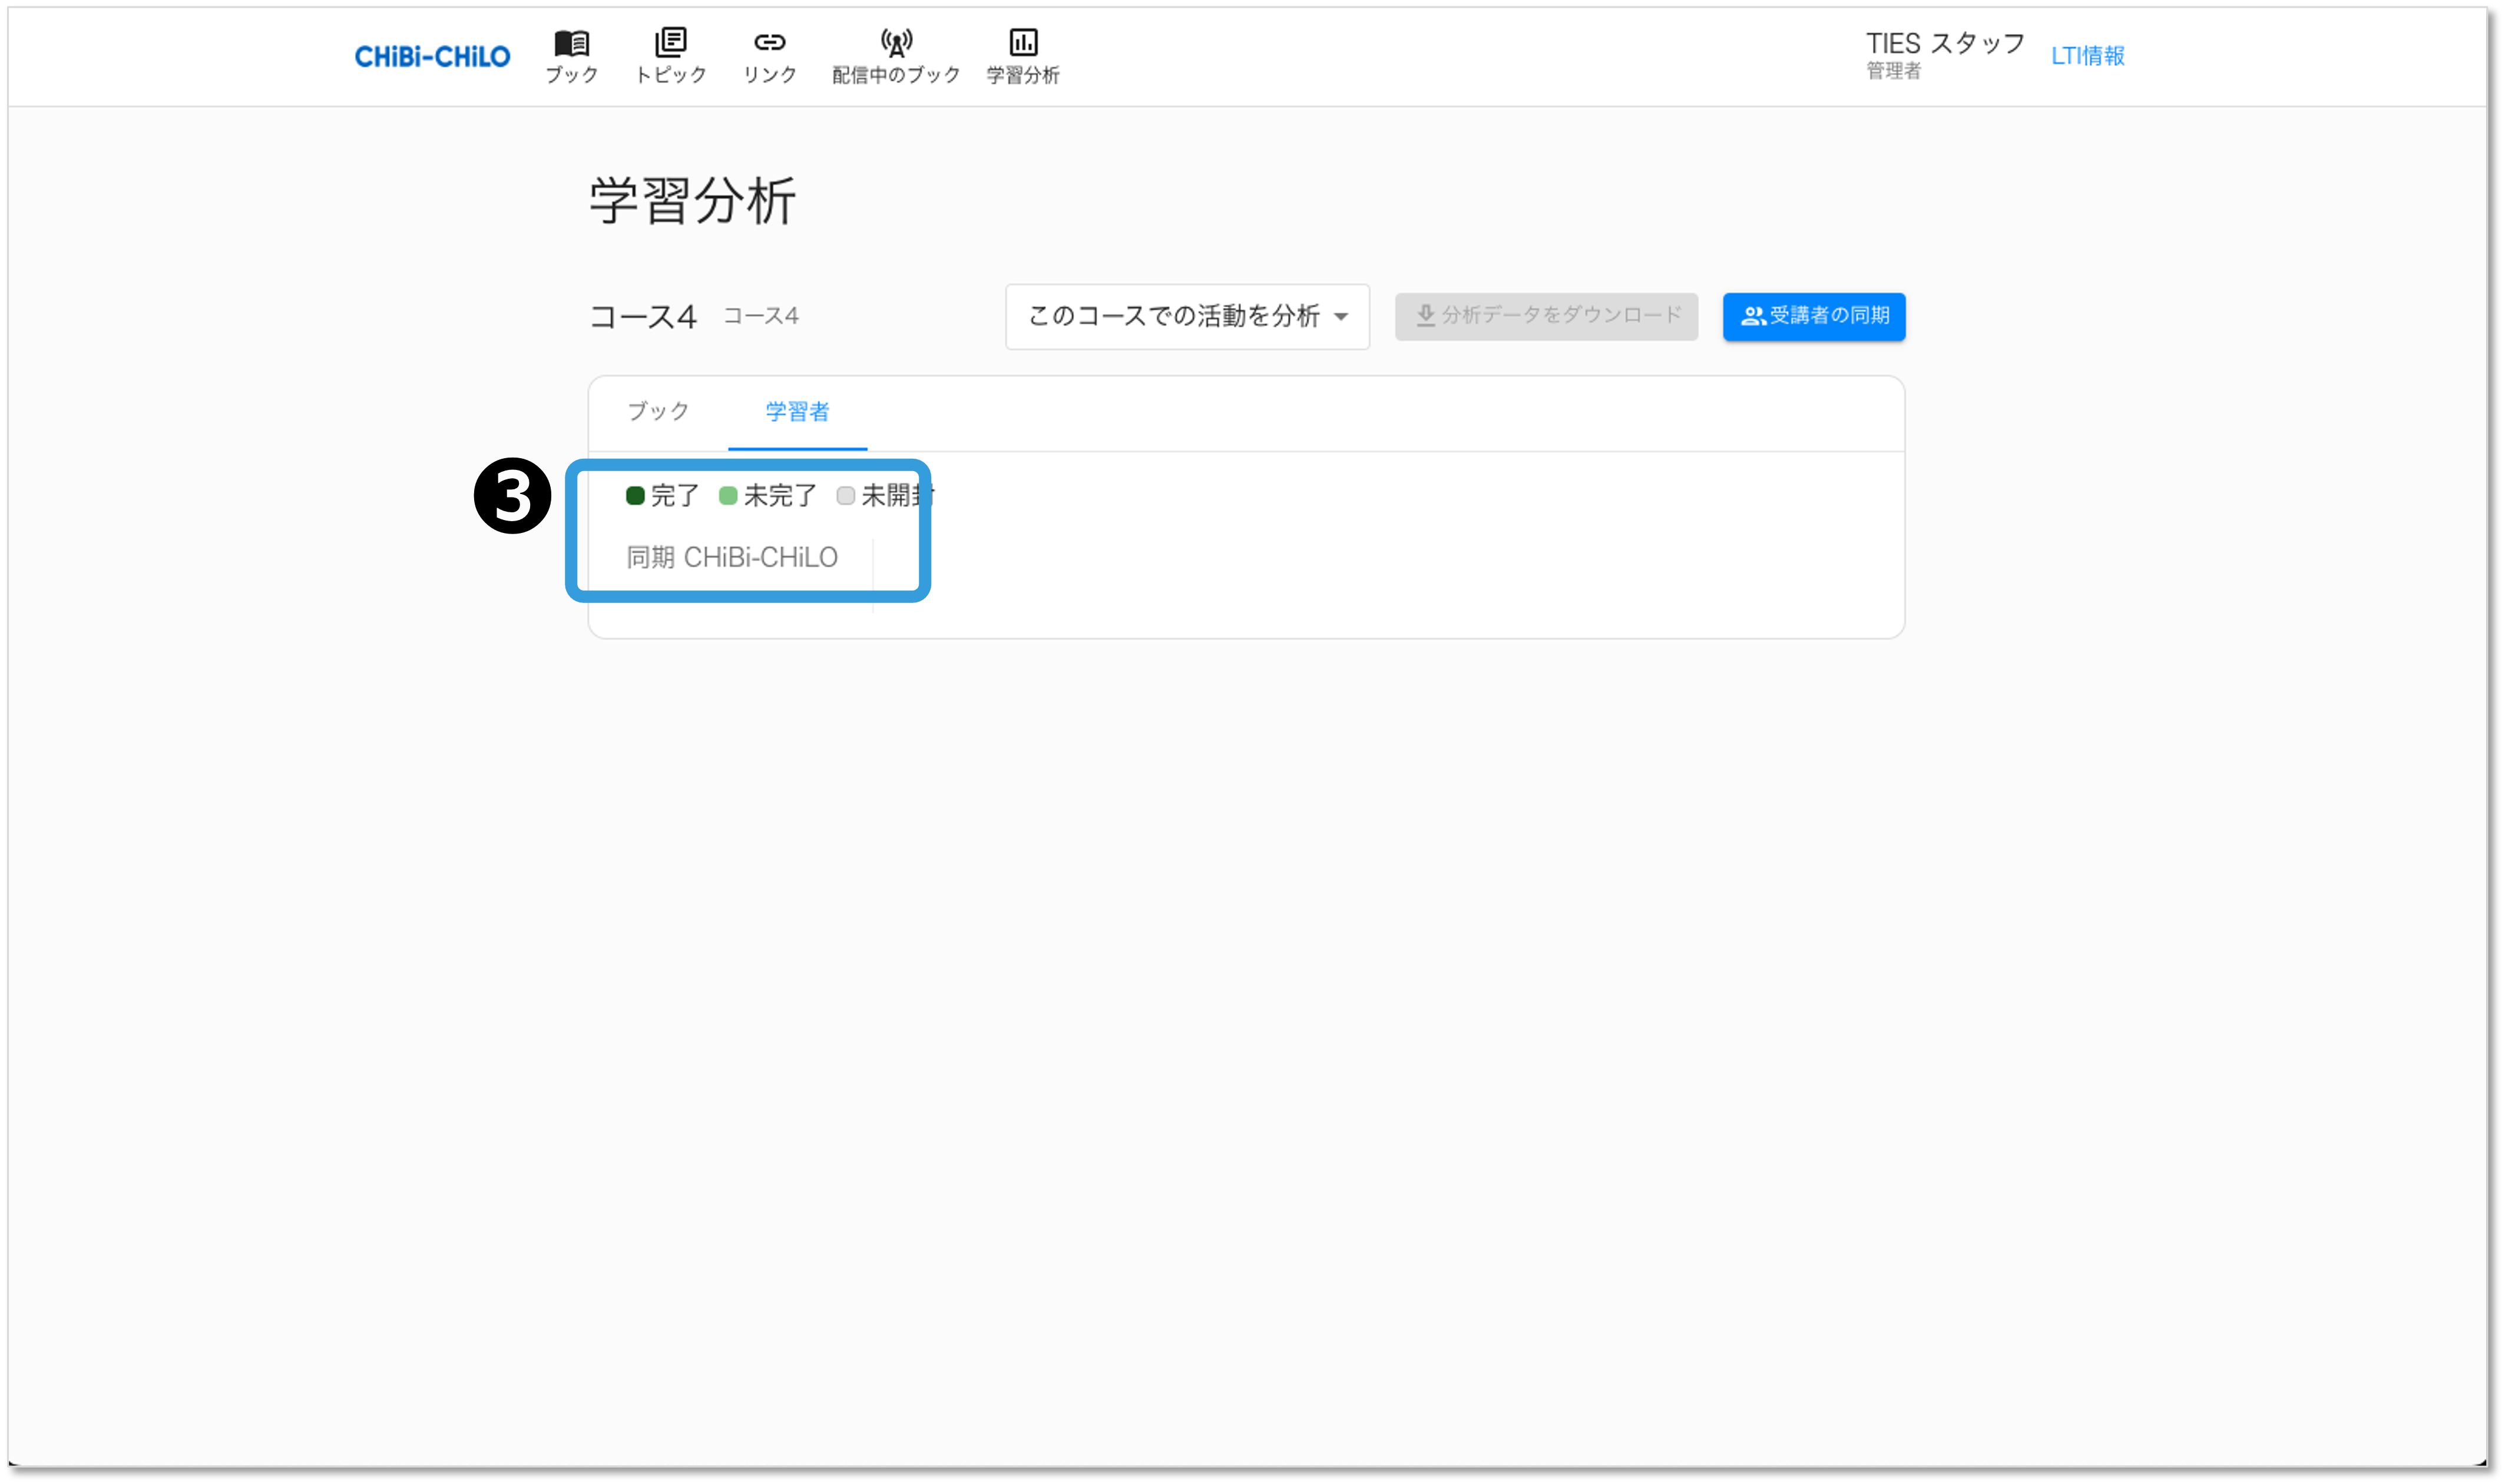 CHiBi-CHiLO
ブック
トピック
リンク
配信中のブック
学習分析
TIES スタッフ
管理者
LTI情報
学習分析
コース4 コース4
このコースでの活動を分析
分析データをダウンロード
受講者の同期
ブック 学習者
3
完了 未完了 未開封
同期 CHiBi-CHiLO